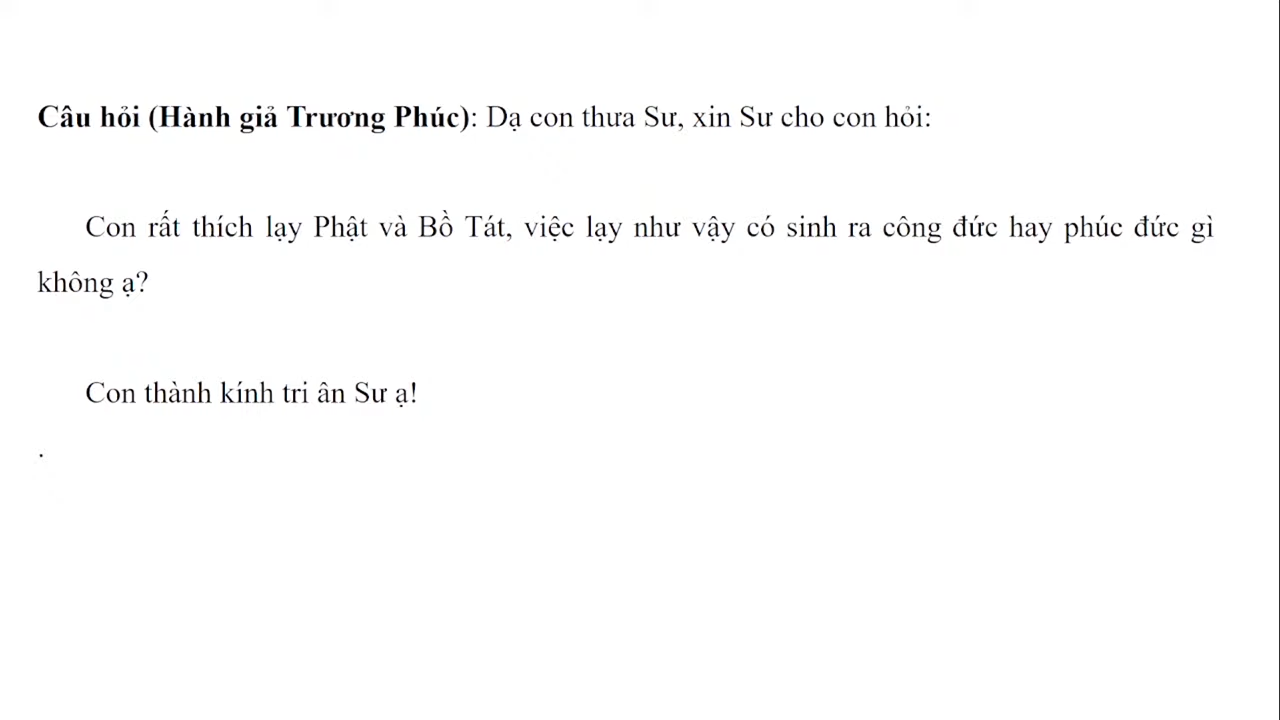 Câu hỏi (Hành giả Trương Phúc): Dạ con thưa Sư, xin Sư cho con hỏi:
Con rất thích lạy Phật và Bồ Tát, việc lạy như vậy có sinh ra công đức hay phúc đức gì
không ạ?
Con thành kính tri ân Sư ạ!
.